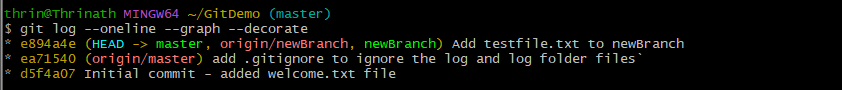 thrin@Thrinath MINGW64 ~/GitDemo (master)
$ git log --oneline --graph --decorate
* e894a4e (HEAD -> master, origin/newBranch, newBranch) Add testfile.txt to newBranch
* ea71540 (origin/master) add .gitignore to ignore the log and log folder files`
* d5f4a07 Initial commit - added welcome.txt file